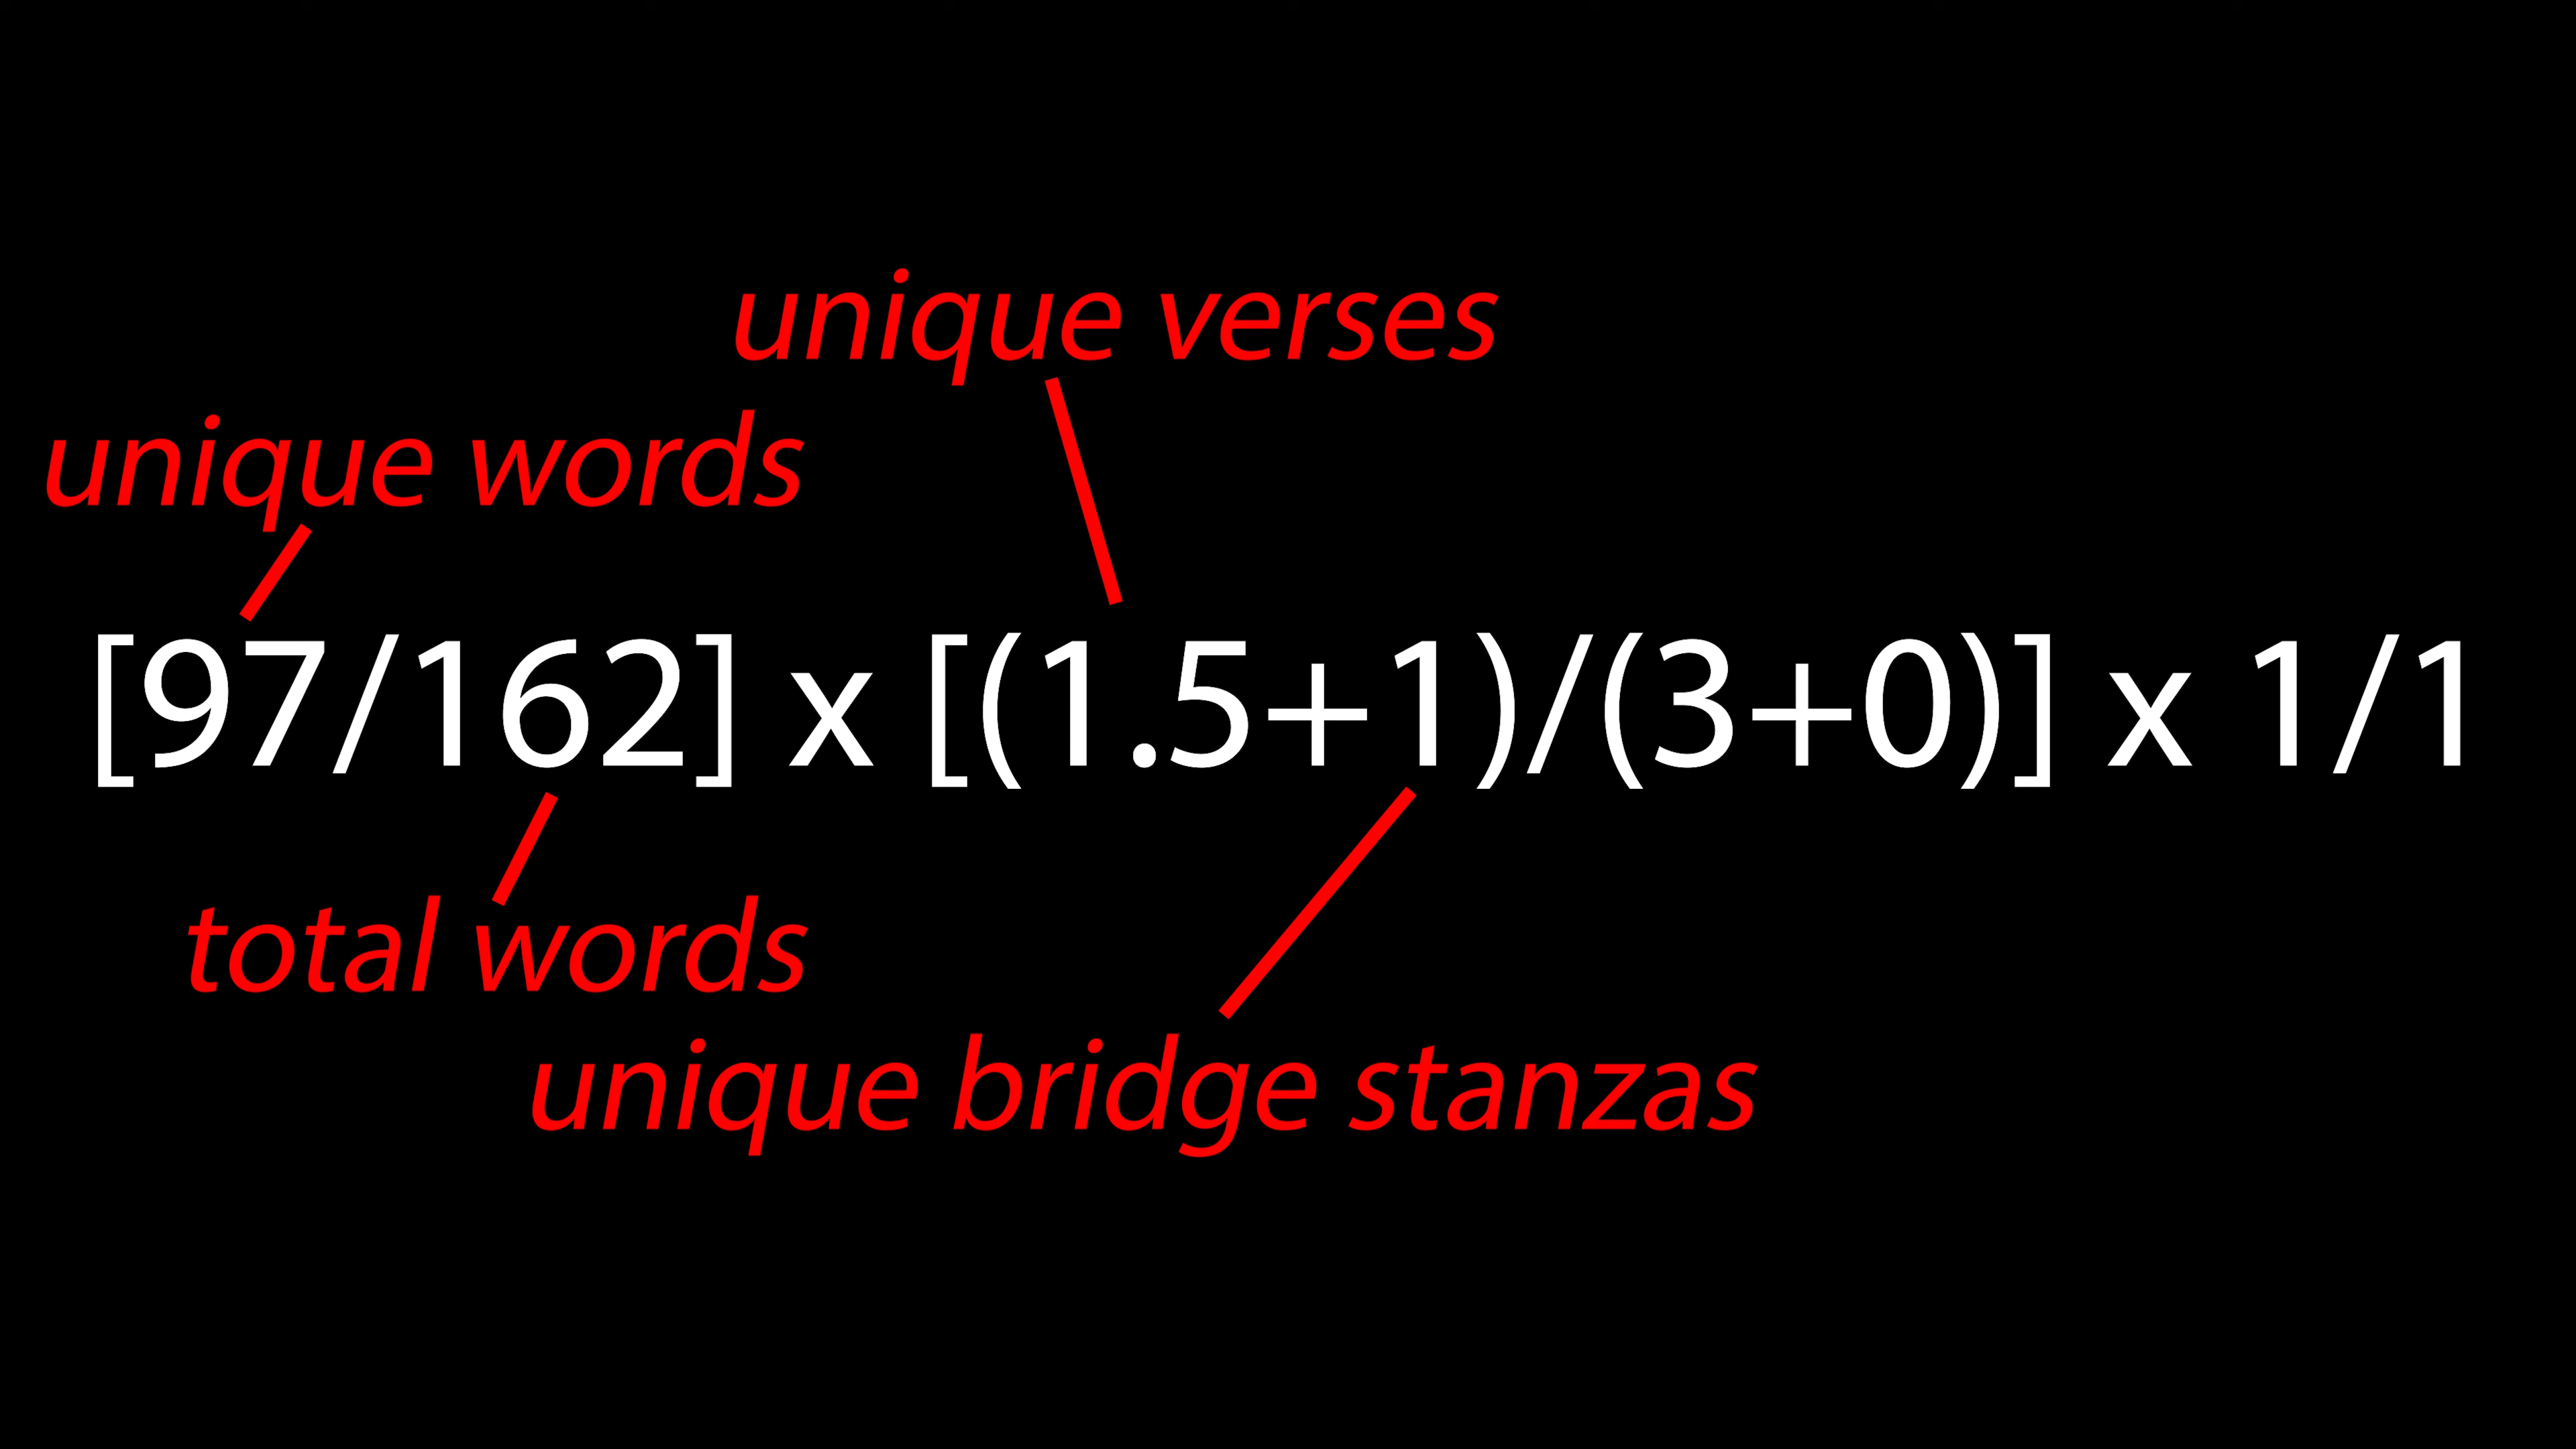 unique verses
unique words
[97/162] x [(1.5+1)/(3+0)] x 1/1
total words
unique bridge stanzas